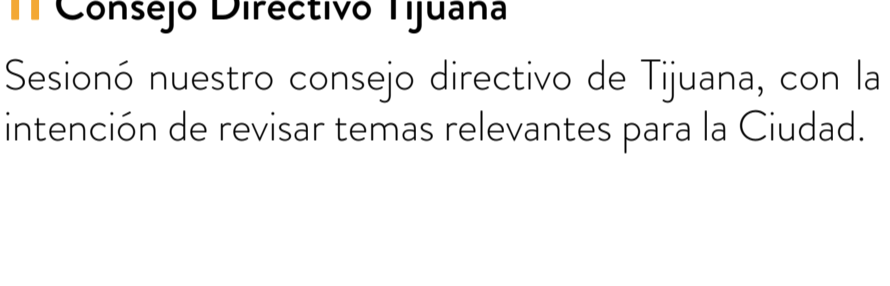 11 Consejo Directivo Tijuana
Sesionó nuestro consejo directivo de Tijuana, con la
intención de revisar temas relevantes para la Ciudad.